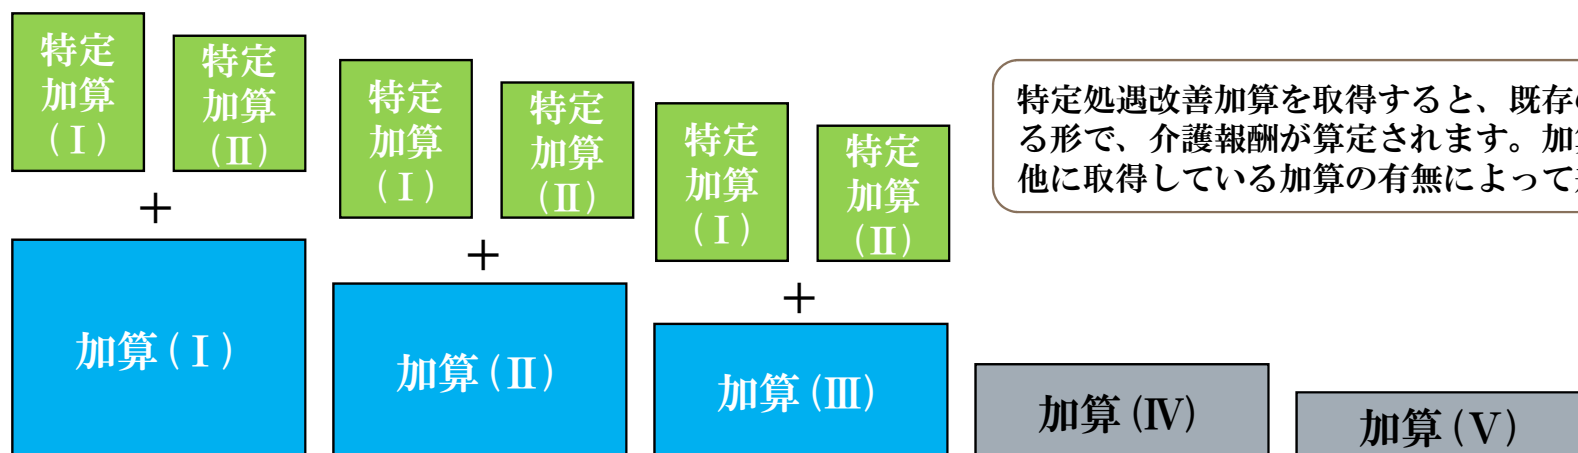 特定
加算
(Ⅰ)
特定
加算
(Ⅱ)
+
加算(Ⅰ)
特定
加算
(Ⅰ)
特定
加算
(Ⅱ)
+
加算(Ⅱ)
特定
加算
(Ⅰ)
特定
加算
(Ⅱ)
+
加算(Ⅲ)
加算(Ⅳ)
加算(Ⅴ)
特定処遇改善加算を取得すると、既存
る形で、介護報酬が算定されます。加
他に取得している加算の有無によって